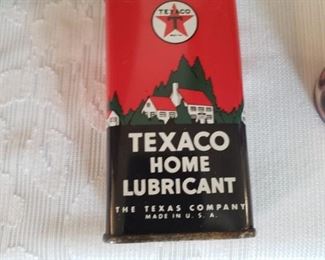 TEXACO
T
TEXACO
HOME
LUBRICANT
THE TEXAS COMPANY
MADE IN U. S. A.